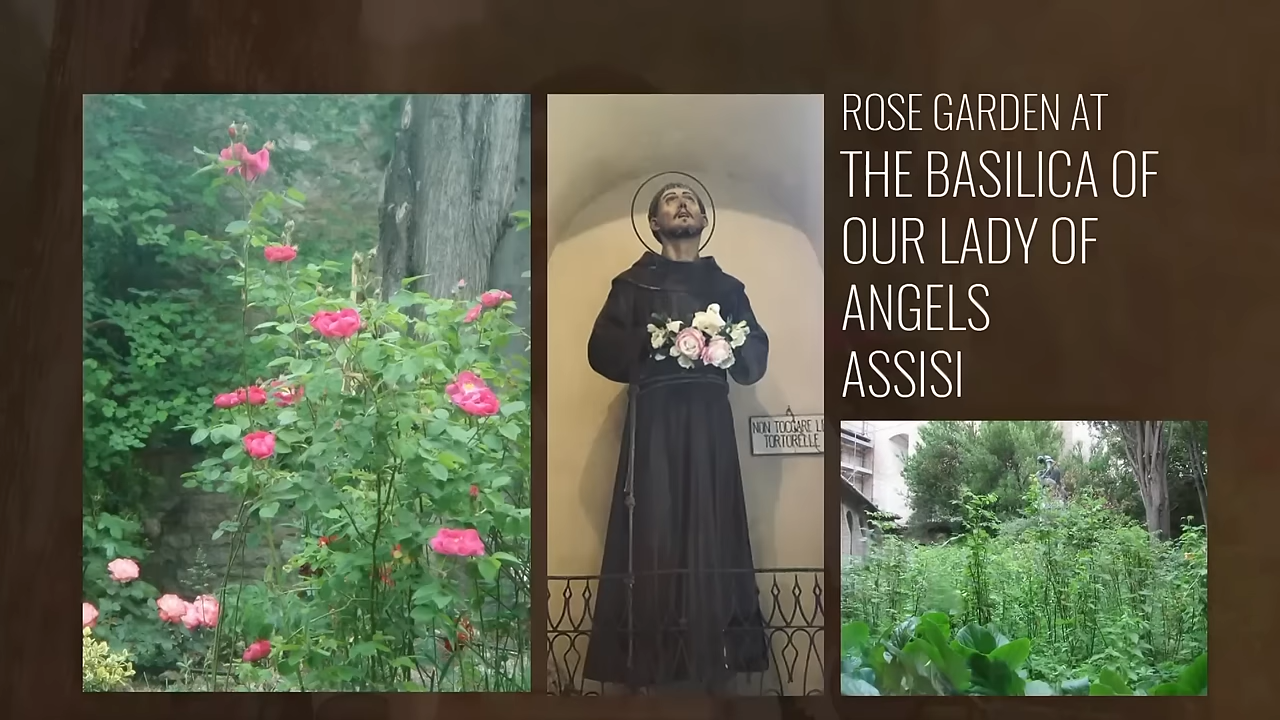 ROSE GARDEN AT
THE BASILICA OF
OUR LADY OF
ANGELS
ASSISI
NON TOCCARE LE
TORTORELLE